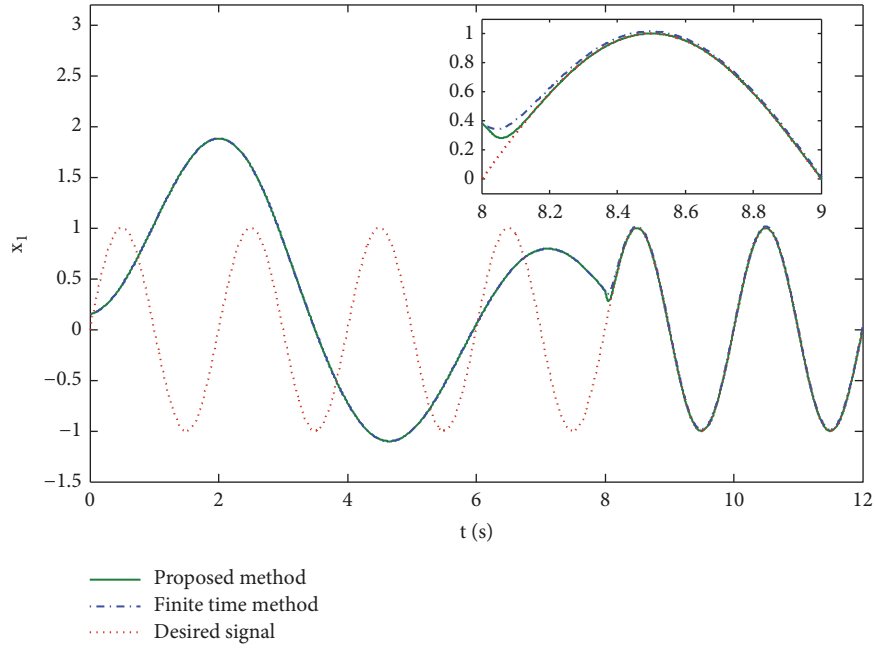 3
2.5
2
1.5
1
0.5
0
−0.5
−1
−1.5
x1
0 2 4 6 8 10 12
t (s)
1
0.8
0.6
0.4
0.2
0
8 8.2 8.4 8.6 8.8 9
Proposed method
Finite time method
Desired signal